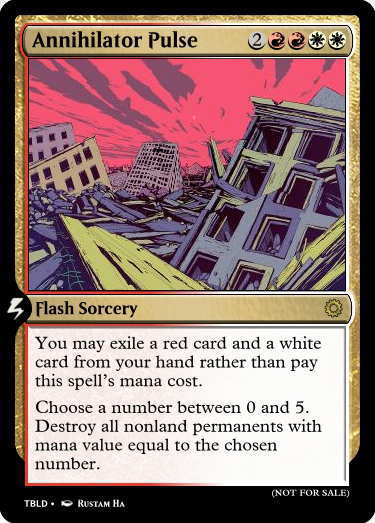 Annihilator Pulse 2
Flash Sorcery
You may exile a red card and a white
card from your hand rather than pay
this spell's mana cost.
Choose a number between 0 and 5.
Destroy all nonland permanents with
mana value equal to the chosen
number.
(NOT FOR SALE)
TBLD • Rustam Ha